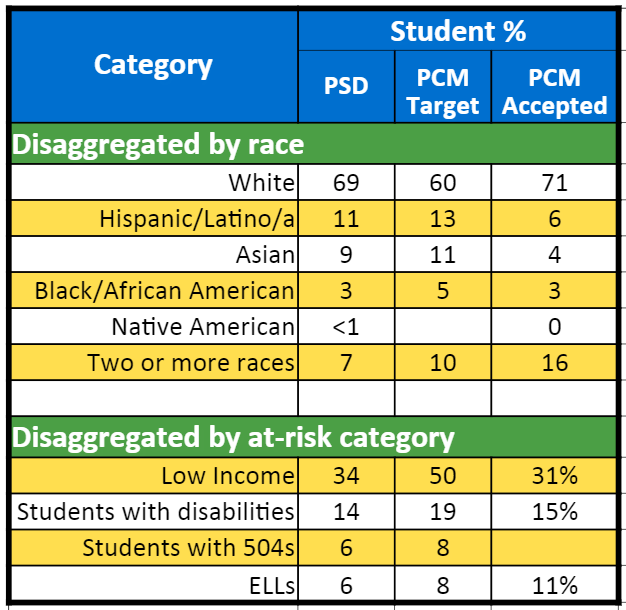 Category Student %
PSD PCM Target PCM Accepted
Disaggregated by race
White 69 60 71
Hispanic/Latino/a 11 13 6
Asian 9 11 4
Black/African American 3 5 3
Native American <1 0
Two or more races 7 10 16
Disaggregated by at-risk category
Low Income 34 50 31%
Students with disabilities 14 19 15%
Students with 504s 6 8
ELLs 6 8 11%